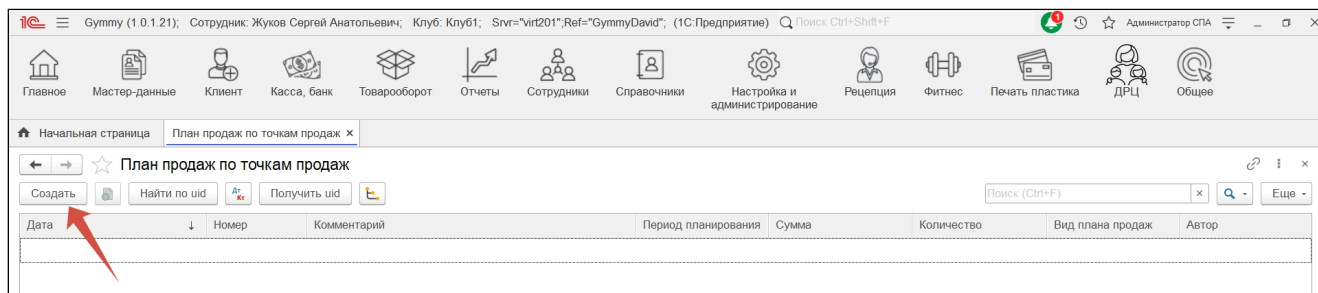 Gymmy (1.0.1.21); Сотрудник: Жуков Сергей Анатольевич; Клуб: Клуб1; Srvr="virt201";Ref="GymmyDavid"; (1С:Предприятие) Поиск Ctrl+Shift+F 1 Администратор СПА
Главное Мастер-данные Клиент Касса, банк Товарооборот Отчеты Сотрудники Справочники Настройка и администрирование Рецепция Фитнес Печать пластика ДРЦ Общее
Начальная страница План продаж по точкам продаж ×
План продаж по точкам продаж
Создать Найти по uid Дт Кт Получить uid Поиск (Ctrl+F) × Еще
Дата ↓ Номер Комментарий Период планирования Сумма Количество Вид плана продаж Автор